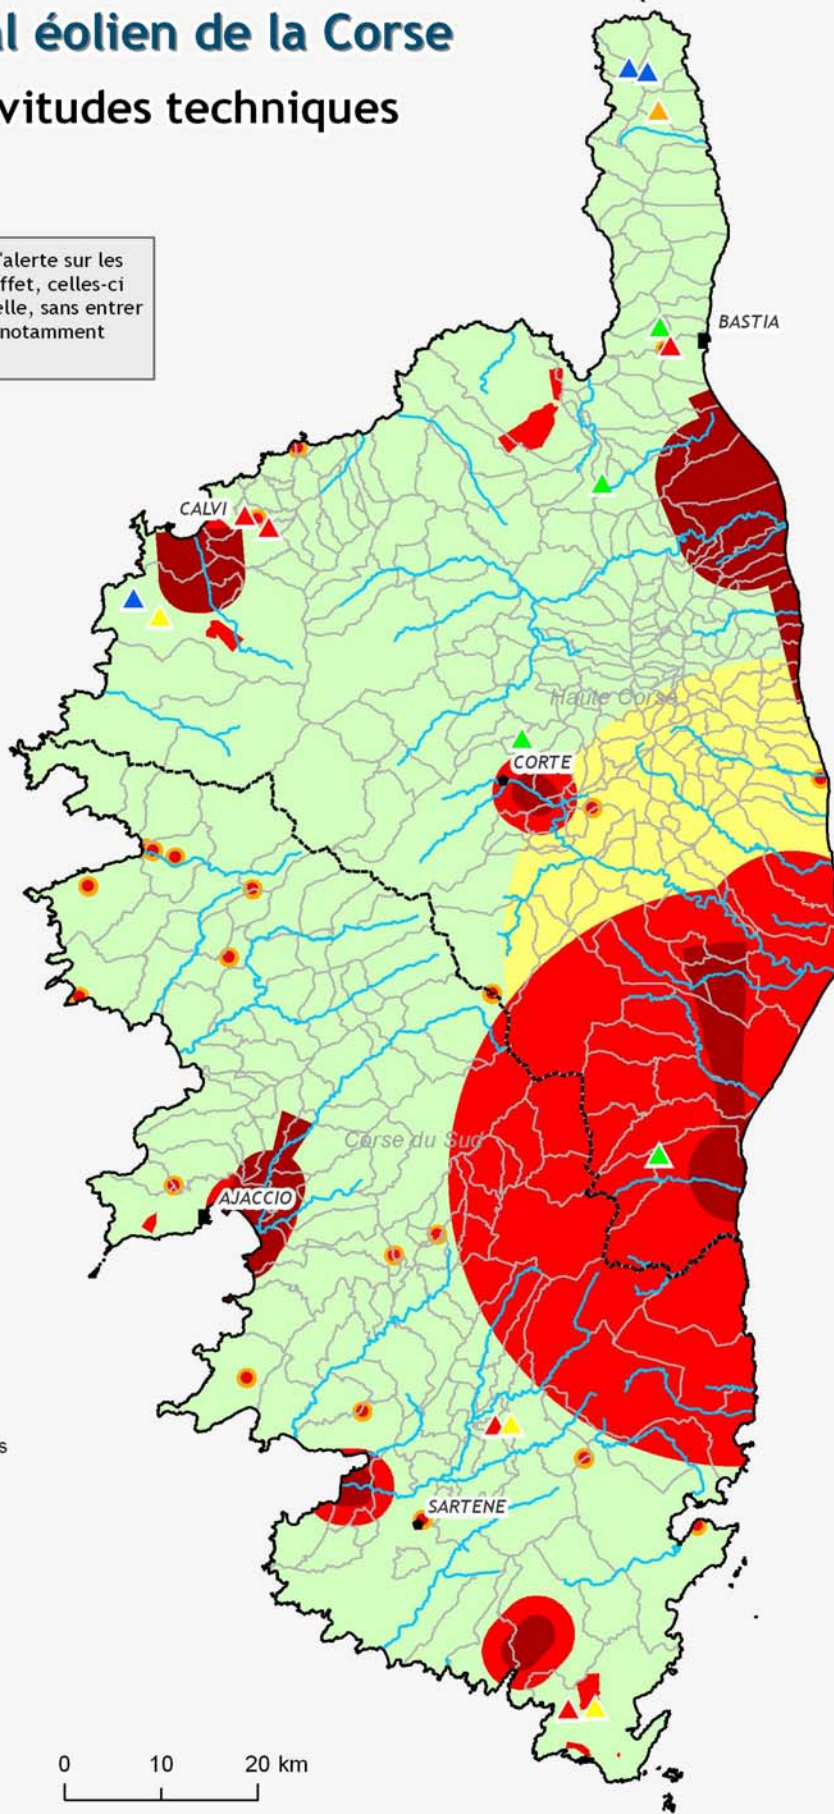 l éolien de la Corse
vitudes techniques
'alerte sur les
ffet, celles-ci
elle, sans entrer
notamment
BASTIA
CALVI
Haute Corse
CORTE
Corse du Sud
AJACCIO
s
SARTENE
0 10 20 km